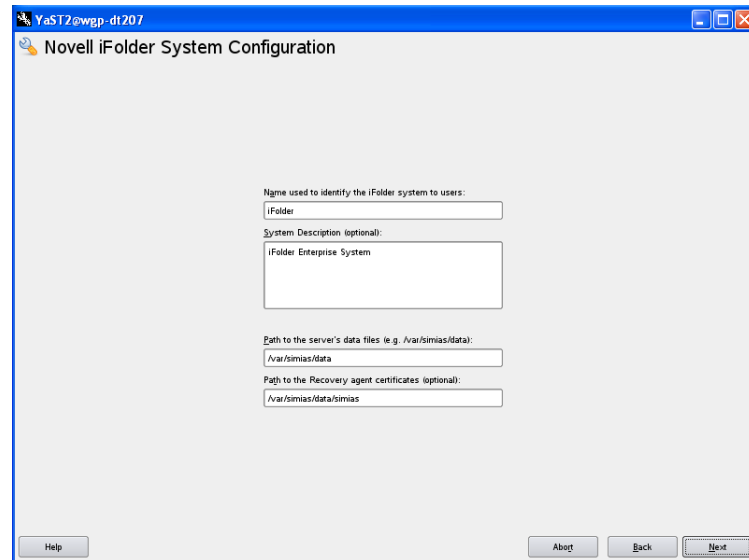 YaST2@wgp-dt207
Novell iFolder System Configuration
Name used to identify the iFolder system to users:
iFolder
System Description (optional):
iFolder Enterprise System
Path to the server's data files (e.g. /var/simias/data):
/var/simias/data
Path to the Recovery agent certificates (optional):
/var/simias/data/simias
Help
Abort
Back
Next